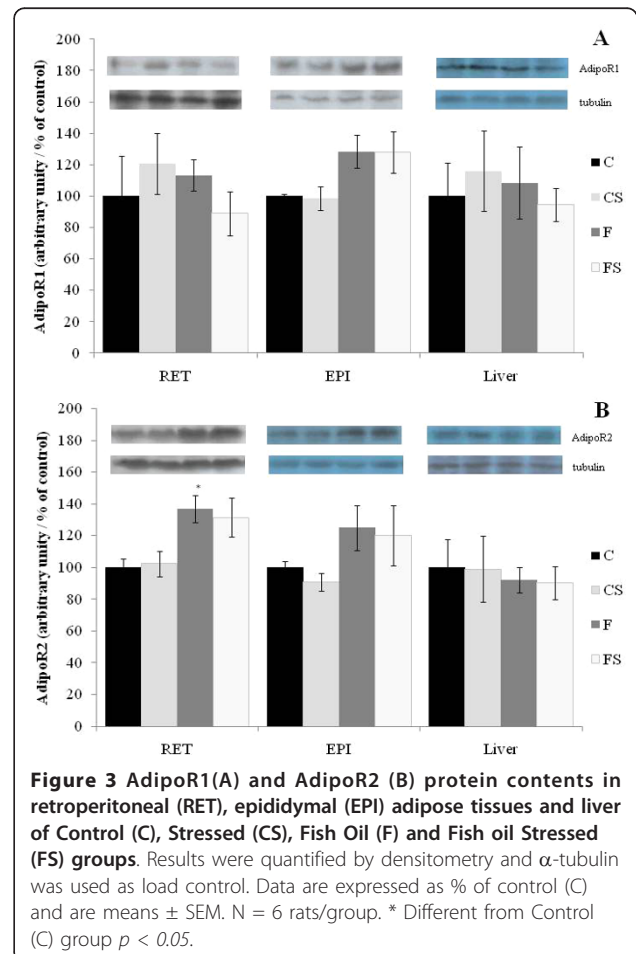 A
AdipoR1 (arbitrary unity / % of control)
200
180
160
140
120
100
80
60
40
20
0
AdipoR1
tubulin
C
CS
F
FS
RET EPI Liver
B
AdipoR2 (arbitrary unity / % of control)
200
180
160
140
120
100
80
60
40
20
0
AdipoR2
tubulin
*
C
CS
F
FS
RET EPI Liver
Figure 3 AdipoR1(A) and AdipoR2 (B) protein contents in
retroperitoneal (RET), epididymal (EPI) adipose tissues and liver
of Control (C), Stressed (CS), Fish Oil (F) and Fish oil Stressed
(FS) groups. Results were quantified by densitometry and α-tubulin
was used as load control. Data are expressed as % of control (C)
and are means ± SEM. N = 6 rats/group. * Different from Control
(C) group p < 0.05.